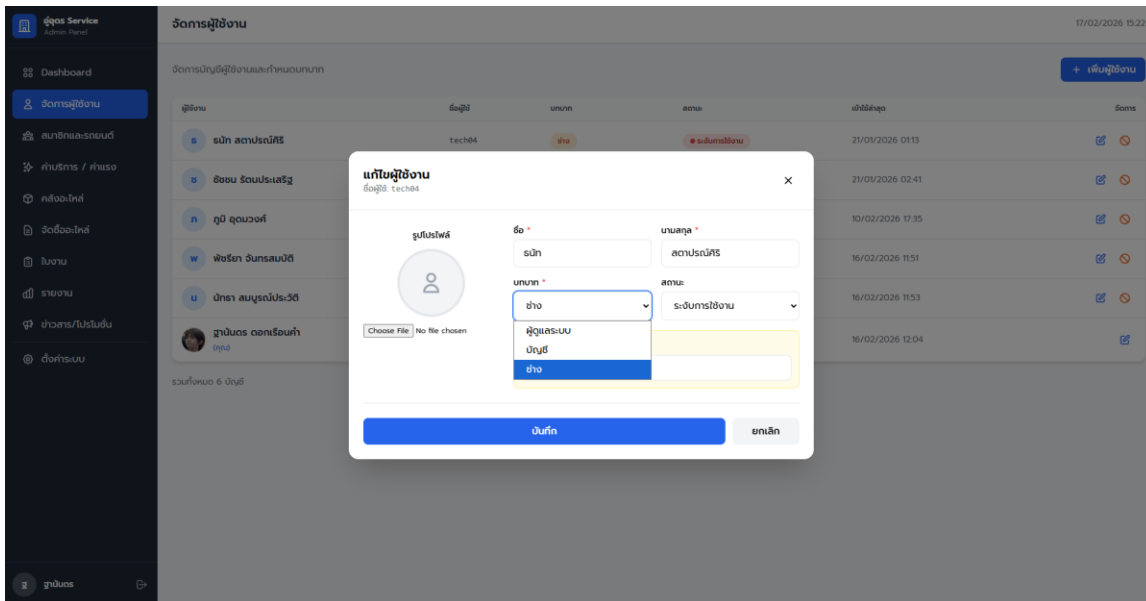 อู่อุดร Service
Admin Panel
จัดการผู้ใช้งาน
17/02/2026 15:22
Dashboard
จัดการผู้ใช้งาน
สมาชิกและรถยนต์
ค่าบริการ / ค่าแรง
คลังอะไหล่
จัดซื้ออะไหล่
ใบงาน
รายงาน
ข่าวสาร/โปรโมชั่น
ตั้งค่าระบบ
จัดการบัญชีผู้ใช้งานและกำหนดบทบาท
+ เพิ่มผู้ใช้งาน
ผู้ใช้งาน ชื่อผู้ใช้ บทบาท สถานะ เข้าใช้ล่าสุด จัดการ
ธ ธนัท สถาปรณ์ศิริ tech04 ช่าง ระงับการใช้งาน 21/01/2026 01:13
ช ชัชชน รัตนประเสริฐ 21/01/2026 02:41
ภ ภูมิ อุดมวงศ์ 10/02/2026 17:35
พ พัชรียา จันทรสมบัติ 16/02/2026 11:51
น นัทธา สมบูรณ์ประวัติ 16/02/2026 11:53
ฐานันดร ดอกเรือนคำ 16/02/2026 12:04
(คุณ)
รวมทั้งหมด 6 บัญชี
แก้ไขผู้ใช้งาน
ชื่อผู้ใช้: tech04
รูปโปรไฟล์
Choose File No file chosen
ชื่อ * นามสกุล *
ธนัท สถาปรณ์ศิริ
บทบาท * สถานะ
ช่าง ระงับการใช้งาน
ผู้ดูแลระบบ
บัญชี
ช่าง
บันทึก ยกเลิก
ฐ ฐานันดร